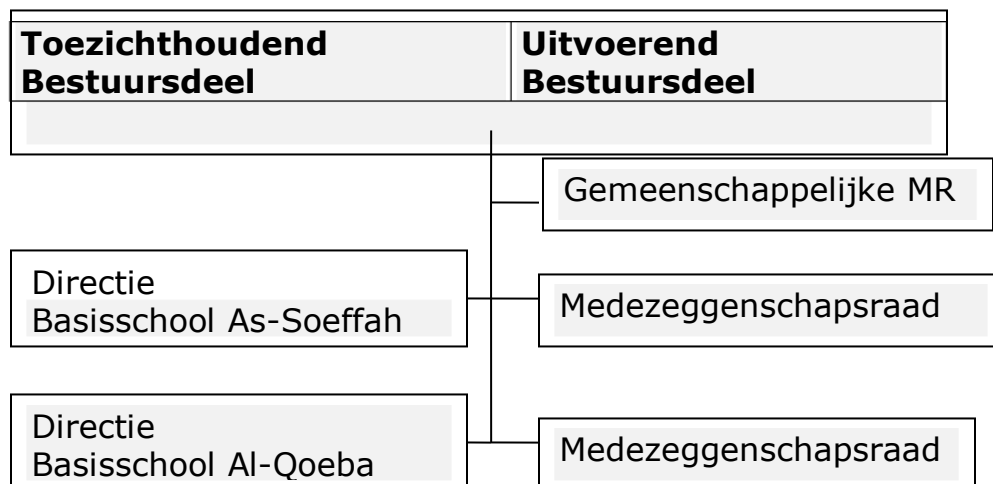 Toezichthoudend
Bestuursdeel
Uitvoerend
Bestuursdeel
Gemeenschappelijke MR
Directie
Basisschool As-Soeffah
Medezeggenschapsraad
Directie
Basisschool Al-Qoeba
Medezeggenschapsraad